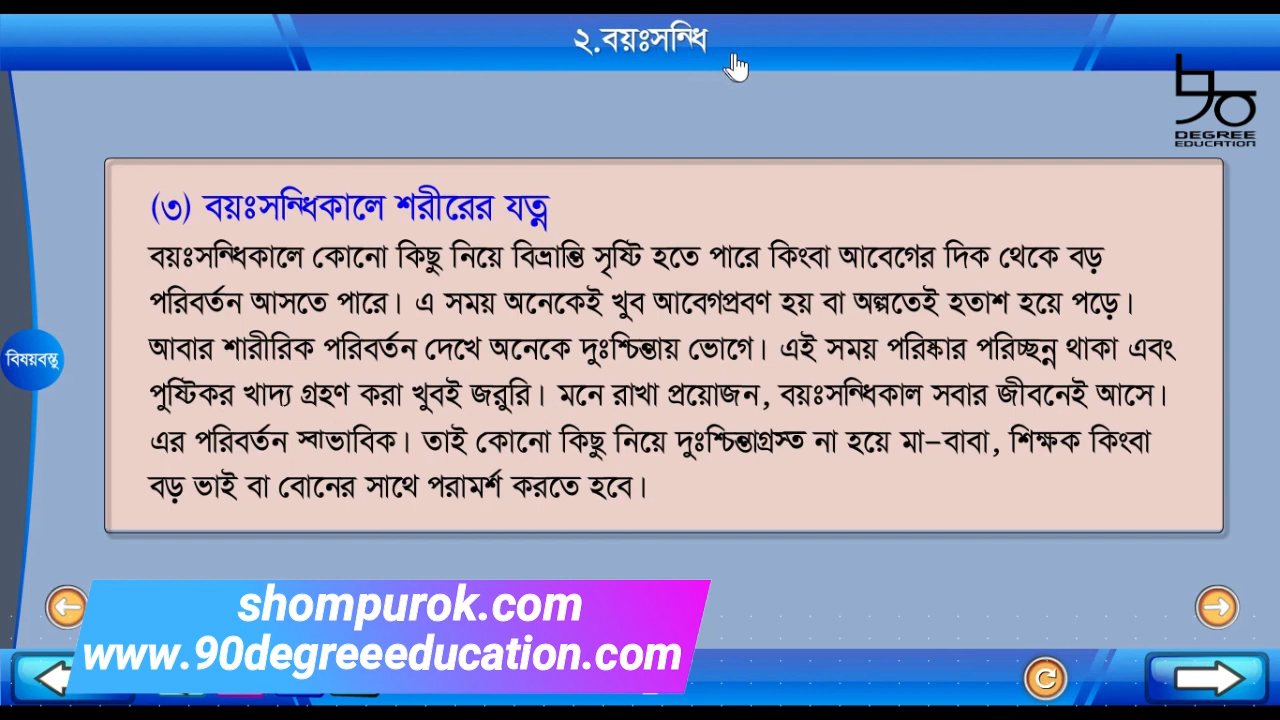 ২.বয়ঃসন্ধি
৯০
DEGREE
EDUCATION
(৩) বয়ঃসন্ধিকালে শরীরের যত্ন
বয়ঃসন্ধিকালে কোনো কিছু নিয়ে বিভ্রান্তি সৃষ্টি হতে পারে কিংবা আবেগের দিক থেকে বড়
পরিবর্তন আসতে পারে। এ সময় অনেকেই খুব আবেগপ্রবণ হয় বা অল্পতেই হতাশ হয়ে পড়ে।
আবার শারীরিক পরিবর্তন দেখে অনেকে দুঃশ্চিন্তায় ভোগে। এই সময় পরিষ্কার পরিচ্ছন্ন থাকা এবং
বিষয়বস্তু
পুষ্টিকর খাদ্য গ্রহণ করা খুবই জরুরি। মনে রাখা প্রয়োজন, বয়ঃসন্ধিকাল সবার জীবনেই আসে।
এর পরিবর্তন স্বাভাবিক। তাই কোনো কিছু নিয়ে দুঃশ্চিন্তাগ্রস্ত না হয়ে মা-বাবা, শিক্ষক কিংবা
বড় ভাই বা বোনের সাথে পরামর্শ করতে হবে।
shompurok.com
www.90degreeeducation.com